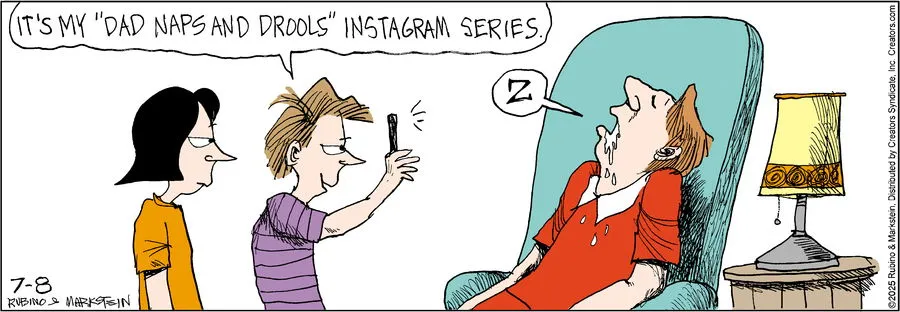 IT'S MY "DAD NAPS AND DROOLS" INSTAGRAM SERIES.
Z
7-8
RUBINO & MARKSTEIN
©2025 Rubino & Markstein. Distributed by Creators Syndicate, Inc. Creators.com